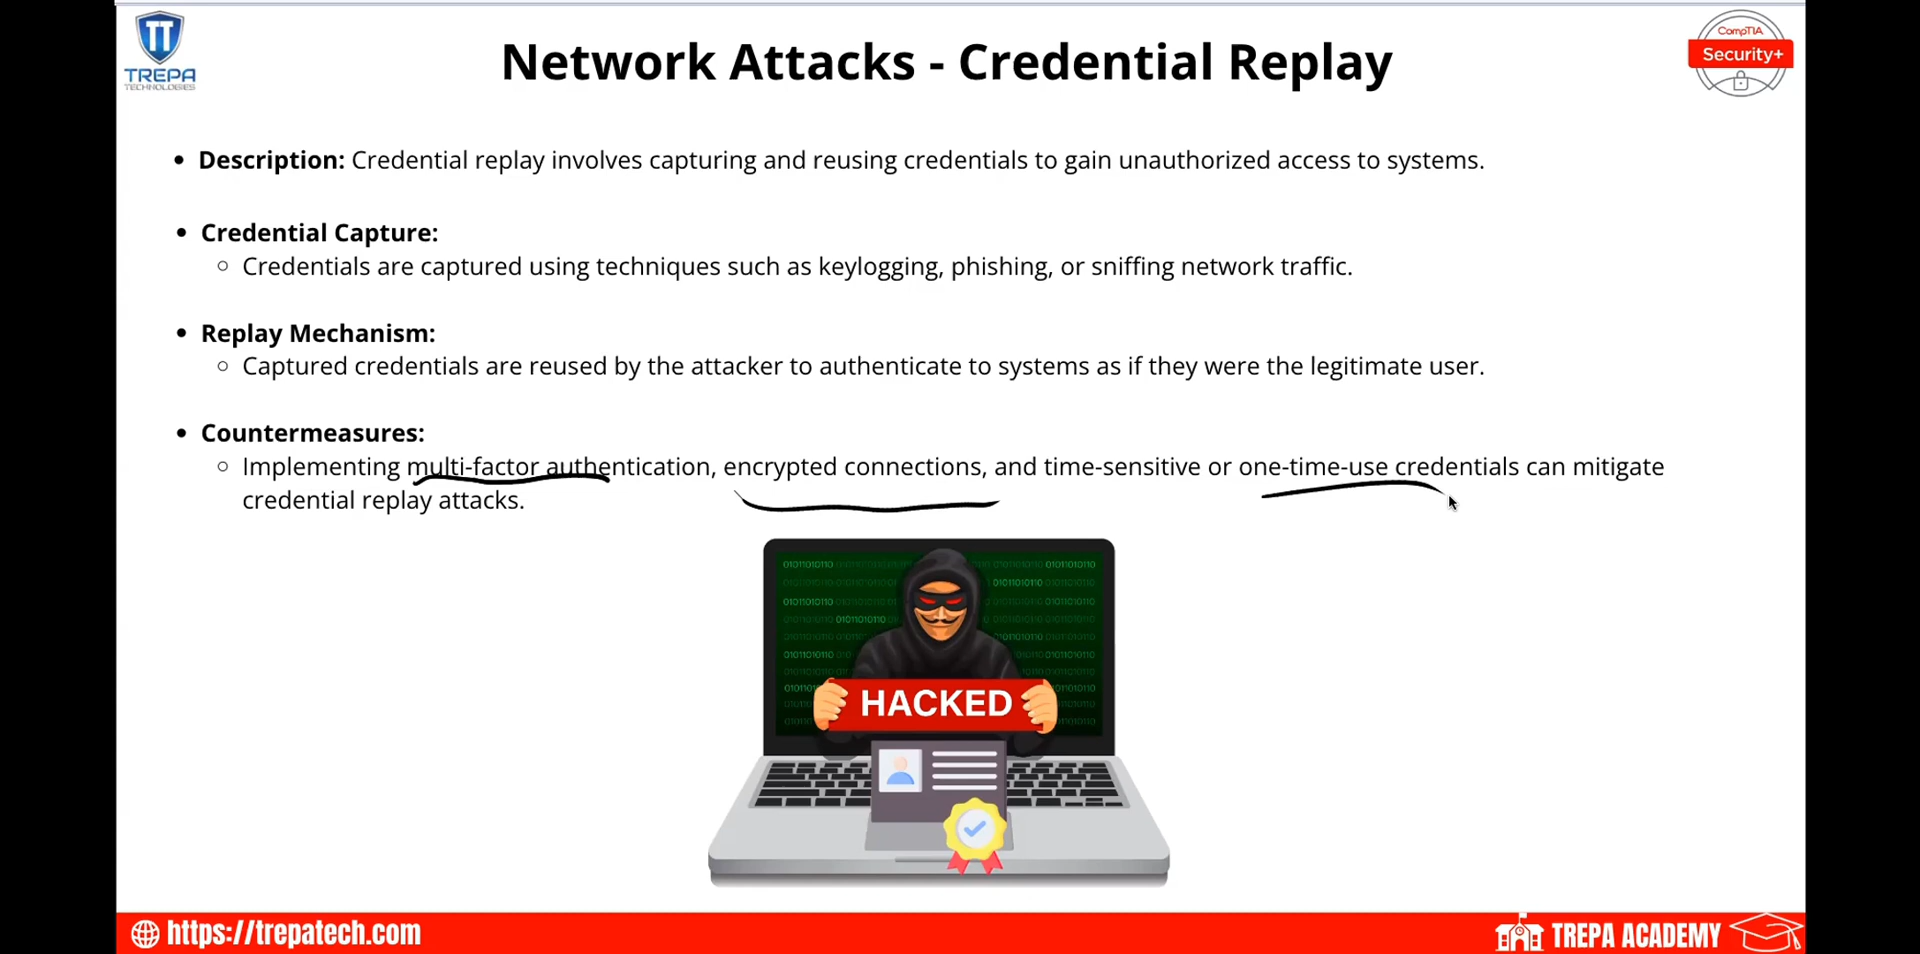 TREPA
TECHNOLOGIES
Network Attacks - Credential Replay
CompTIA
Security+
• Description: Credential replay involves capturing and reusing credentials to gain unauthorized access to systems.
• Credential Capture:
○ Credentials are captured using techniques such as keylogging, phishing, or sniffing network traffic.
• Replay Mechanism:
○ Captured credentials are reused by the attacker to authenticate to systems as if they were the legitimate user.
• Countermeasures:
○ Implementing multi-factor authentication, encrypted connections, and time-sensitive or one-time-use credentials can mitigate
credential replay attacks.
HACKED
https://trepatech.com
TREPA ACADEMY